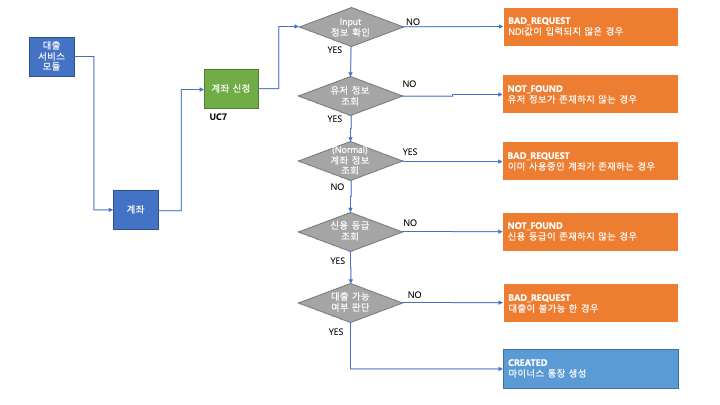 대출
서비스
모듈
계좌
계좌 신청
UC7
Input
정보 확인
NO
BAD_REQUEST
NDI값이 입력되지 않은 경우
YES
유저 정보
조회
NO
NOT_FOUND
유저 정보가 존재하지 않는 경우
YES
(Normal)
계좌 정보
조회
YES
BAD_REQUEST
이미 사용중인 계좌가 존재하는 경우
NO
신용 등급
조회
NO
NOT_FOUND
신용 등급이 존재하지 않는 경우
YES
대출 가능
여부 판단
NO
BAD_REQUEST
대출이 불가능 한 경우
YES
CREATED
마이너스 통장 생성